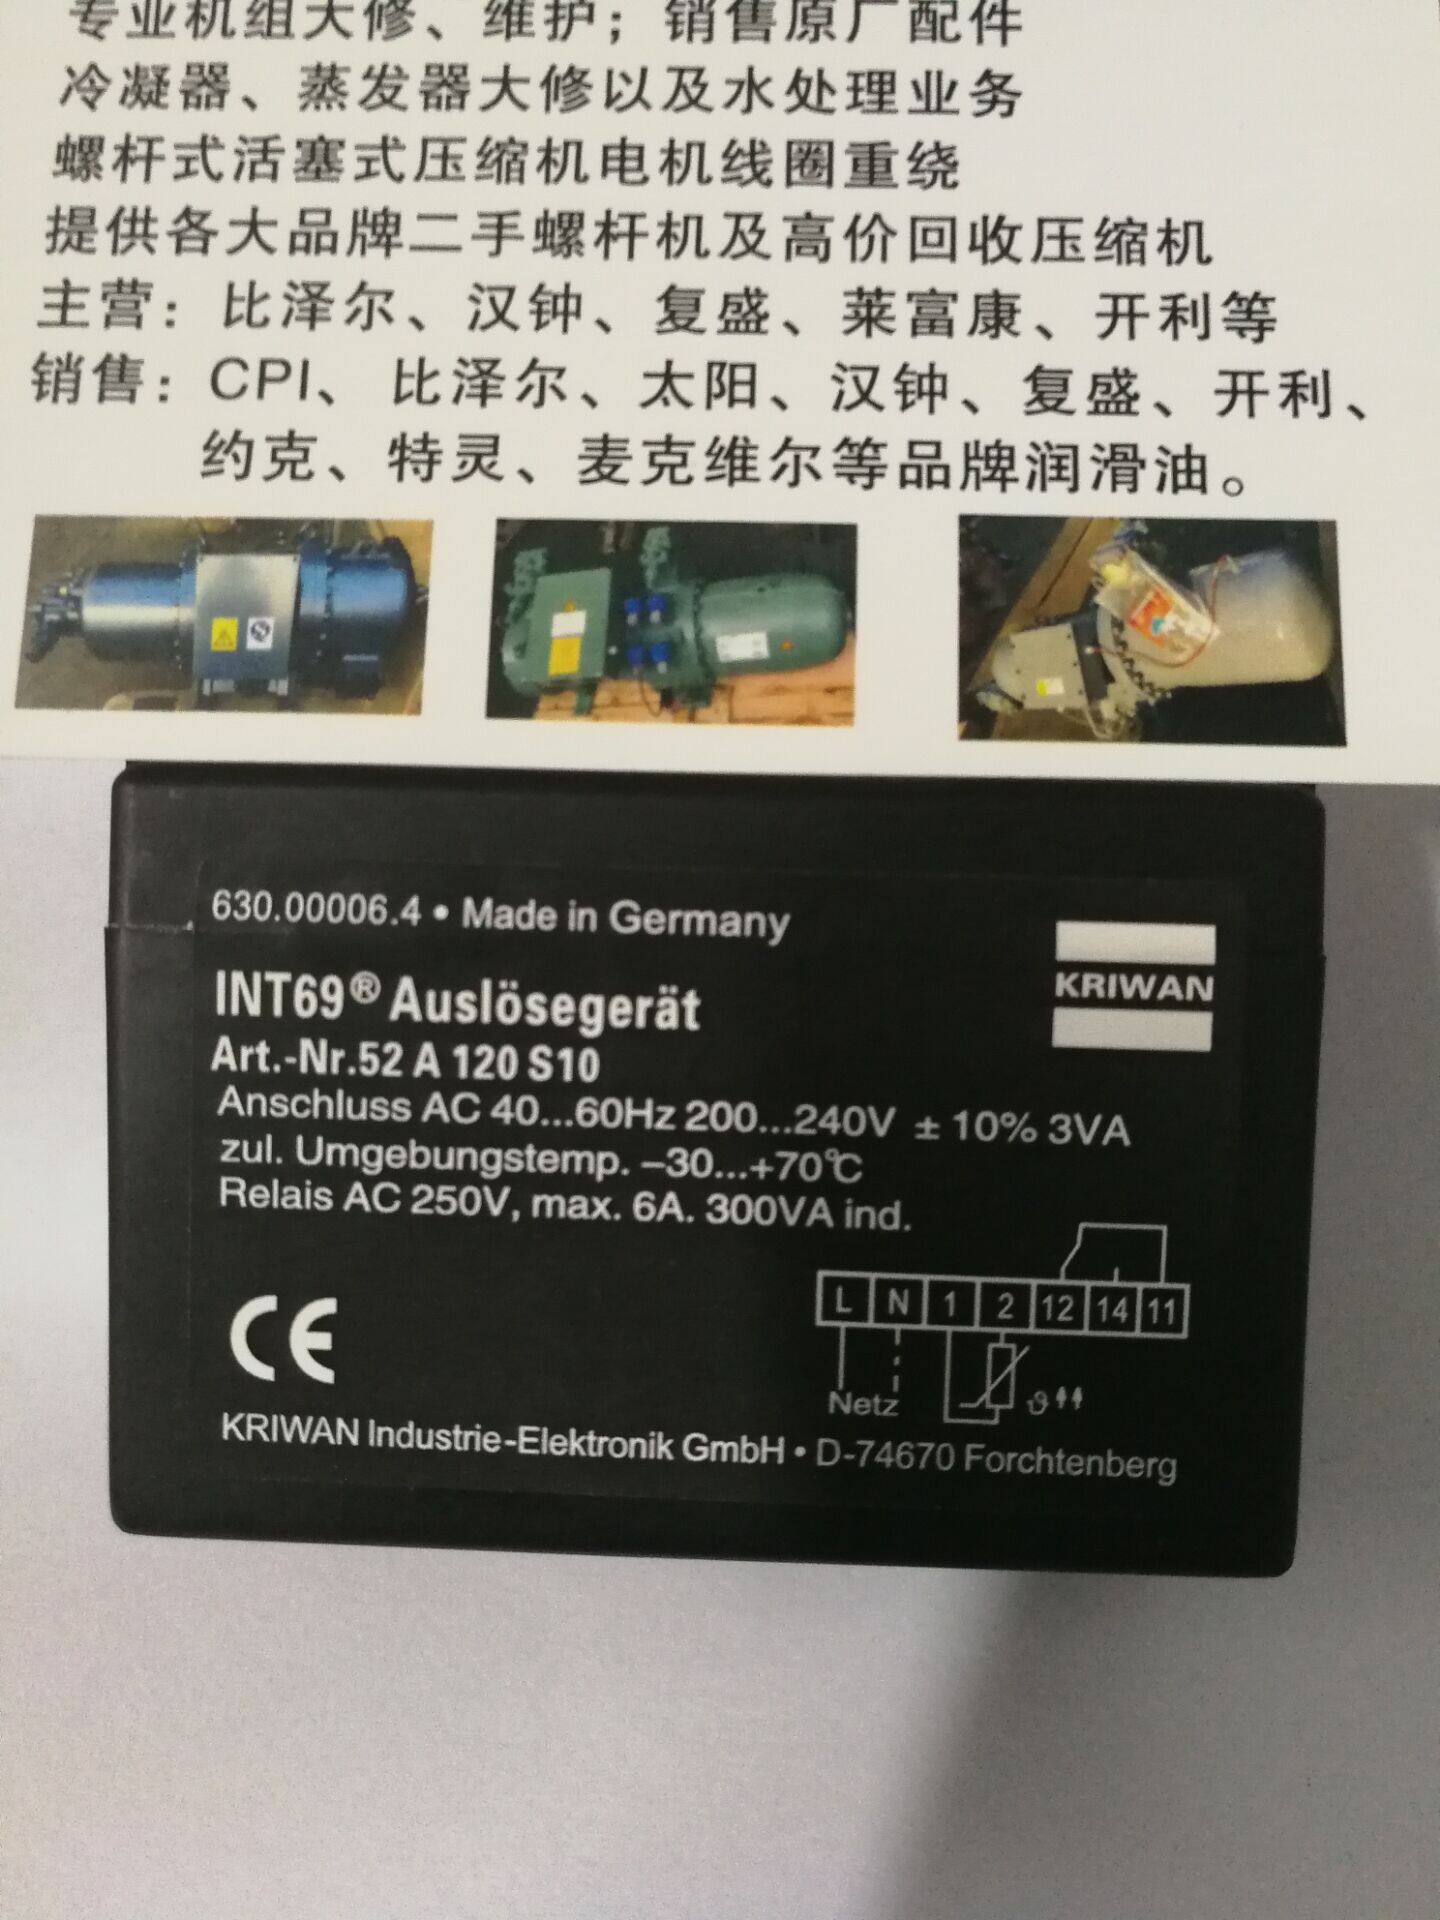 专业机组大修、维护；销售原厂配件
冷凝器、蒸发器大修以及水处理业务
螺杆式活塞式压缩机电机线圈重绕
提供各大品牌二手螺杆机及高价回收压缩机
主营：比泽尔、汉钟、复盛、莱富康、开利等
销售：CPI、比泽尔、太阳、汉钟、复盛、开利、
约克、特灵、麦克维尔等品牌润滑油。
630.00006.4 • Made in Germany
KRIWAN
INT69® Auslösegerät
Art.-Nr.52 A 120 S10
Anschluss AC 40...60Hz 200...240V ± 10% 3VA
zul. Umgebungstemp. –30...+70℃
Relais AC 250V, max. 6A. 300VA ind.
L N 1 2 12 14 11
CE
Netz ϑ
KRIWAN Industrie-Elektronik GmbH • D-74670 Forchtenberg